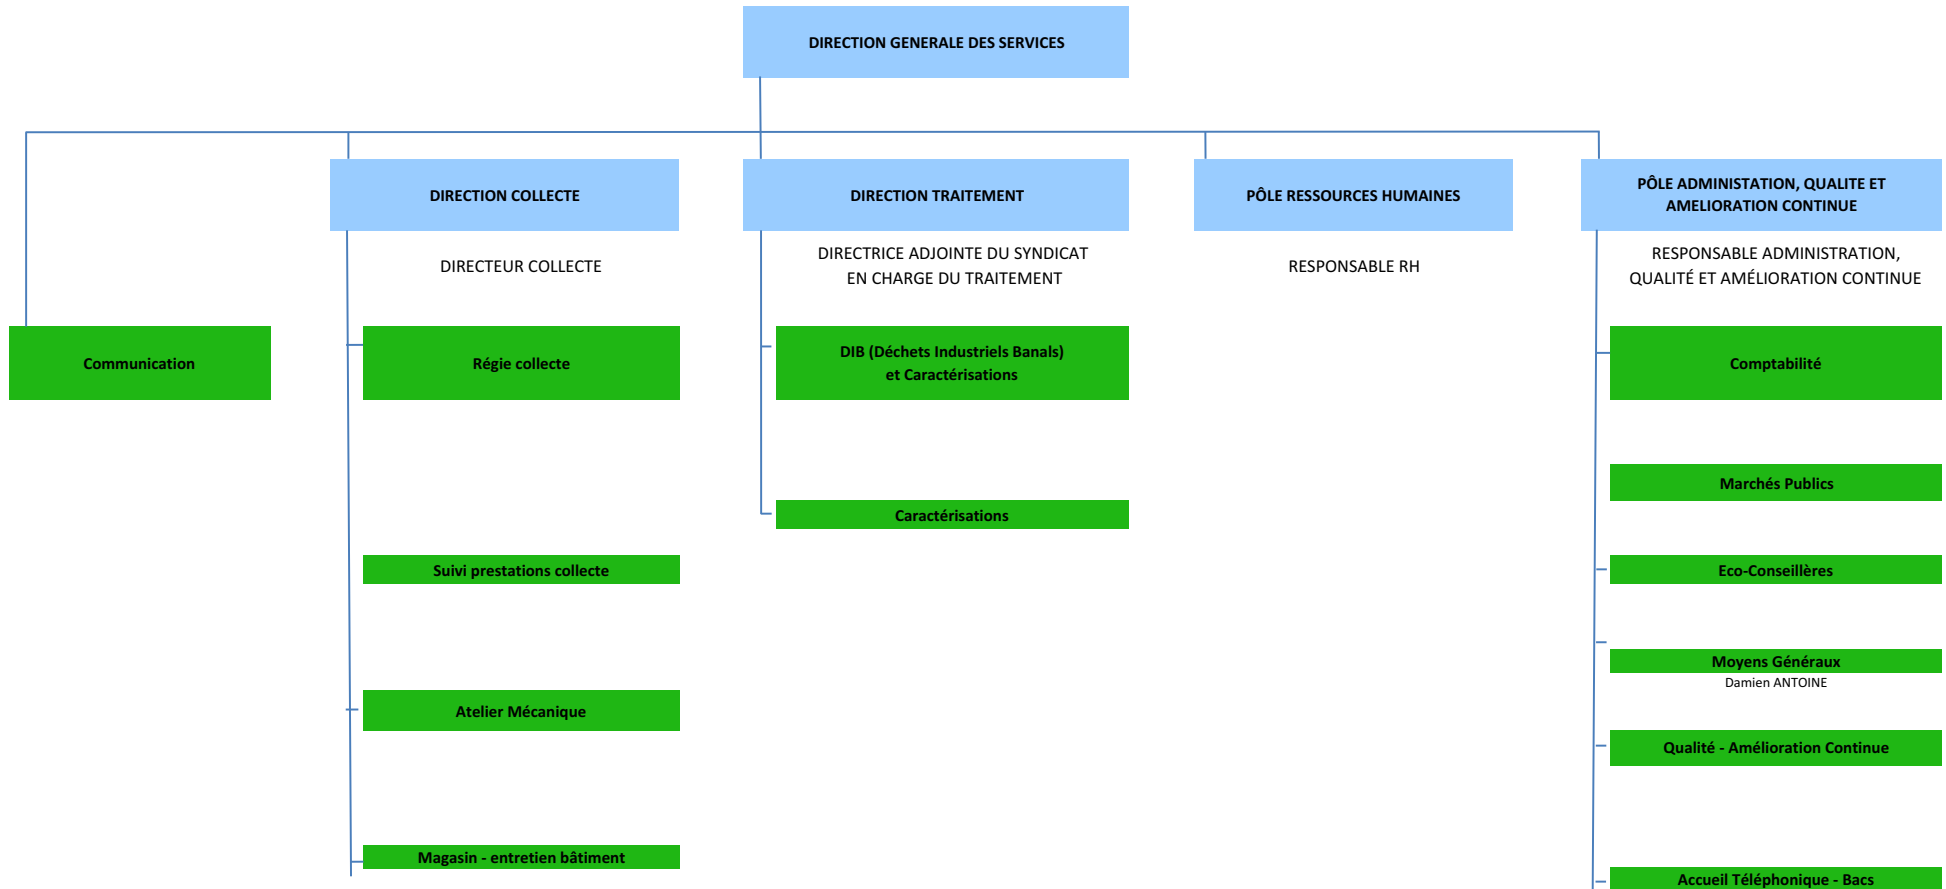 DIRECTION GENERALE DES SERVICES
DIRECTION COLLECTE
DIRECTION TRAITEMENT
PÔLE RESSOURCES HUMAINES
PÔLE ADMINISTATION, QUALITE ET
AMELIORATION CONTINUE
DIRECTEUR COLLECTE
DIRECTRICE ADJOINTE DU SYNDICAT
EN CHARGE DU TRAITEMENT
RESPONSABLE RH
RESPONSABLE ADMINISTRATION,
QUALITÉ ET AMÉLIORATION CONTINUE
Communication
Régie collecte
DIB (Déchets Industriels Banals)
et Caractérisations
Comptabilité
Marchés Publics
Caractérisations
Suivi prestations collecte
Eco-Conseillères
Moyens Généraux
Damien ANTOINE
Atelier Mécanique
Qualité - Amélioration Continue
Magasin - entretien bâtiment
Accueil Téléphonique - Bacs